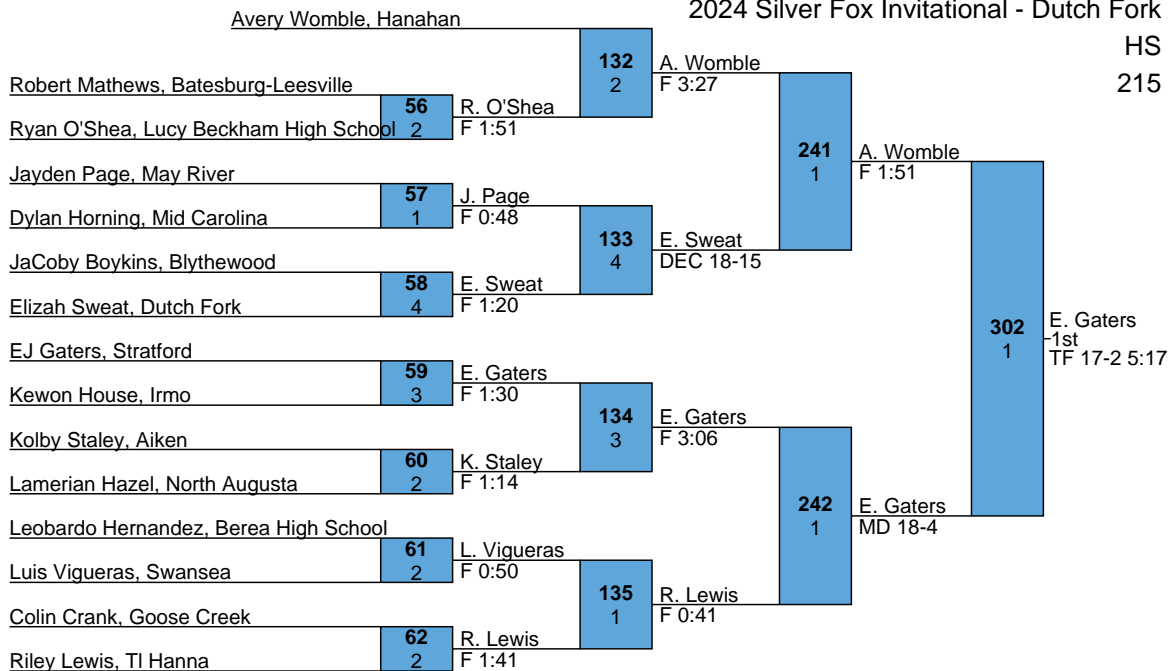 2024 Silver Fox Invitational - Dutch Fork
HS
215
Avery Womble, Hanahan
132
2
A. Womble
F 3:27
Robert Mathews, Batesburg-Leesville
56
2
R. O'Shea
F 1:51
Ryan O'Shea, Lucy Beckham High School
241
1
A. Womble
F 1:51
Jayden Page, May River
57
1
J. Page
F 0:48
Dylan Horning, Mid Carolina
133
4
E. Sweat
DEC 18-15
JaCoby Boykins, Blythewood
58
4
E. Sweat
F 1:20
Elizah Sweat, Dutch Fork
302
1
E. Gaters
1st
TF 17-2 5:17
EJ Gaters, Stratford
59
3
E. Gaters
F 1:30
Kewon House, Irmo
134
3
E. Gaters
F 3:06
Kolby Staley, Aiken
60
2
K. Staley
F 1:14
Lamerian Hazel, North Augusta
242
1
E. Gaters
MD 18-4
Leobardo Hernandez, Berea High School
61
2
L. Vigueras
F 0:50
Luis Vigueras, Swansea
135
1
R. Lewis
F 0:41
Colin Crank, Goose Creek
62
2
R. Lewis
F 1:41
Riley Lewis, Tl Hanna